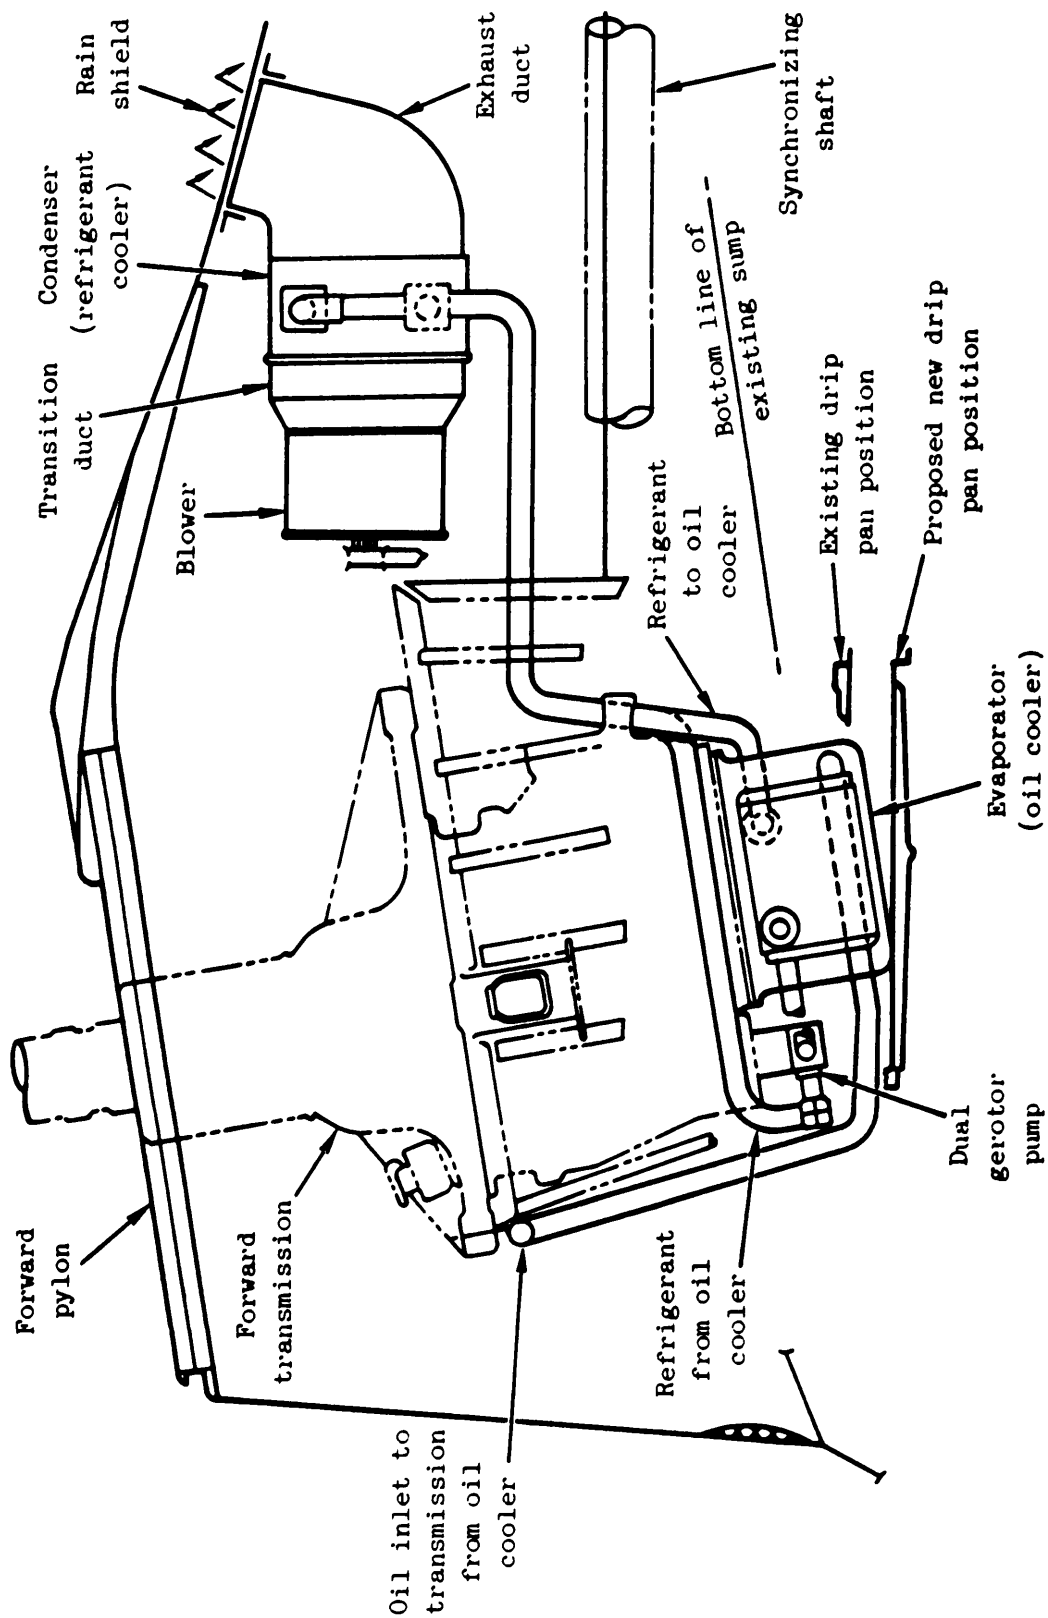 Forward
pylon
Forward
transmission
Oil inlet to
transmission
from oil
cooler
Refrigerant
from oil
cooler
Dual
gerotor
pump
Evaporator
(oil cooler)
Proposed new drip
pan position
Existing drip
pan position
Bottom line of
existing sump
Refrigerant
to oil
cooler
Blower
Transition
duct
Condenser
(refrigerant
cooler)
Rain
shield
Exhaust
duct
Synchronizing
shaft